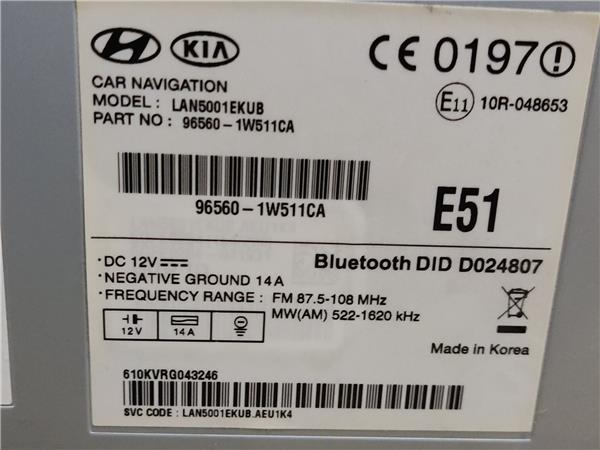 KIA
CE 0197
CAR NAVIGATION
MODEL : LAN5001EKUB
PART NO : 96560-1W511CA
E11 10R-048653
96560-1W511CA
E51
·DC 12V
·NEGATIVE GROUND 14A
·FREQUENCY RANGE : FM 87.5-108 MHz
MW(AM) 522-1620 kHz
Bluetooth DID D024807
12V 14A
Made in Korea
610KVRG043246
SVC CODE : LAN5001EKUB.AEU1K4